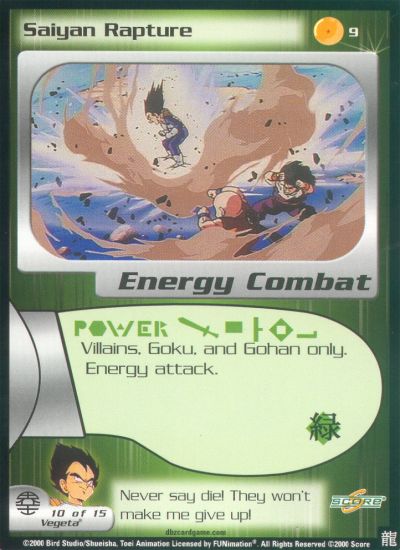 Saiyan Rapture
9
Energy Combat
POWER
Villains, Goku, and Gohan only.
Energy attack.
緑
10 of 15
Vegeta®
Never say die! They won't
make me give up!
SCORE
dbzcardgame.com
龍
©2000 Bird Studio/Shueisha, Toei Animation Licensed by FUNimation®. All Rights Reserved ©2000 Score